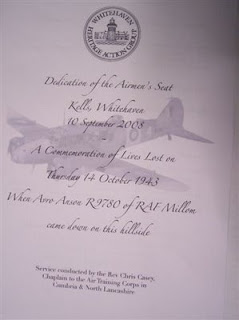 WHITEHAVEN
HERITAGE ACTION GROUP
Dedication of the Airmen's Seat
Kells, Whitehaven
10 September 2008
-
A Commemoration of Lives Lost on
Thursday 14 October 1943
When Avro Anson R9780 of RAF Millom
came down on this hillside
Service conducted by the Rev Chris Casey,
Chaplain to the Air Training Corps in
Cumbria & North Lancashire